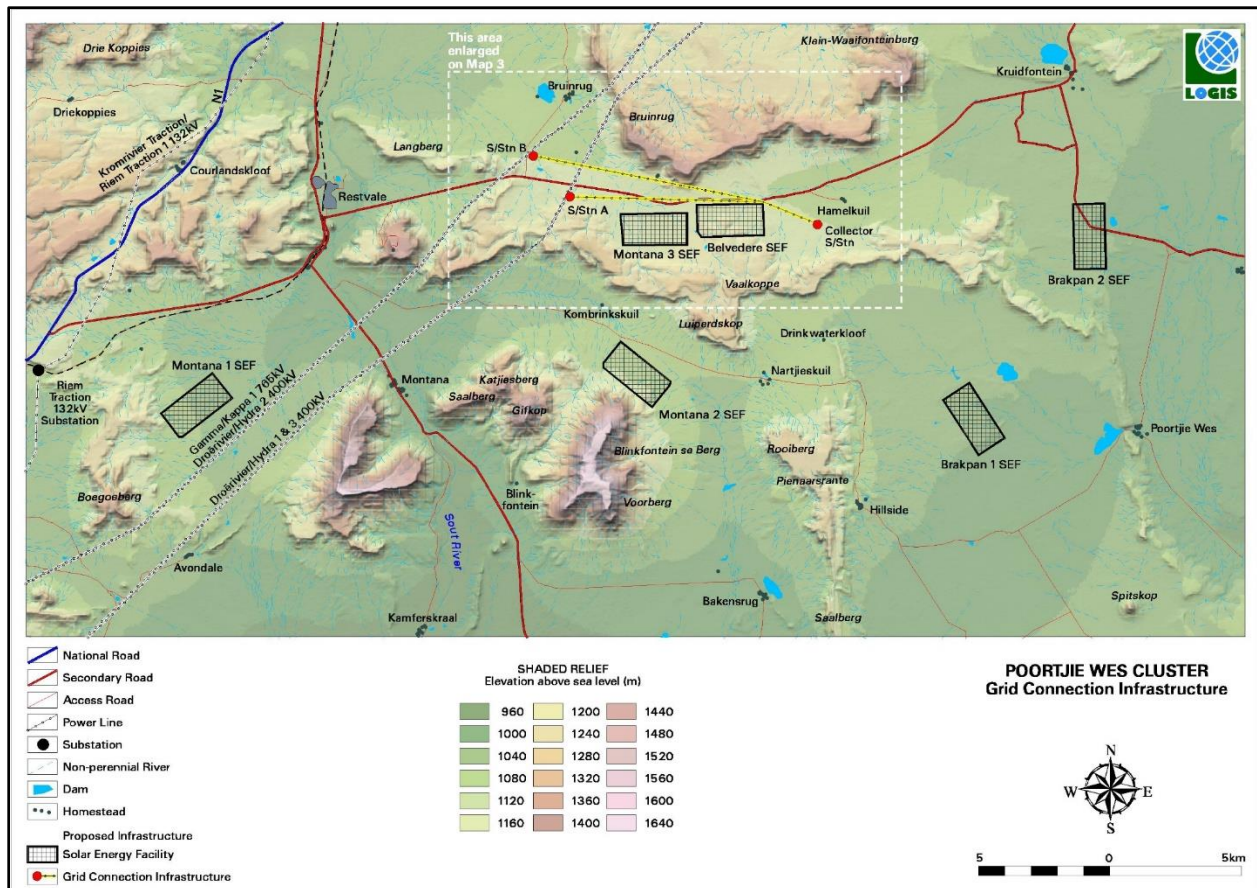 This area
enlarged
on Map 3
Drie Koppies
Klein-Waaifonteinberg
Kruidfontein
LOGIS
N1
Driekoppies
Kromrivier Traction/
Riem Traction 1 132kV
Bruinrug
Bruinrug
Langberg
S/Stn B
Courlandskloof
Restvale
S/Stn A
Hamelkuil
Collector
S/Stn
Montana 3 SEF
Belvedere SEF
Brakpan 2 SEF
Vaalkoppe
Kombrinkskuil
Luiperdskop
Drinkwaterkloof
Riem
Traction
132kV
Substation
Montana 1 SEF
Gamma/Kappa 1 765kV
Droërivier/Hydra 2 400kV
Droërivier/Hydra 1 & 3 400kV
Montana
Katjiesberg
Saalberg
Gifkop
Montana 2 SEF
Nartjieskuil
Brakpan 1 SEF
Poortjie Wes
Blinkfontein se Berg
Rooiberg
Boegoeberg
Blink-
fontein
Voorberg
Pienaarsrante
Hillside
Sout River
Avondale
Kamferskraal
Bakensrug
Saalberg
Spitskop
National Road
Secondary Road
Access Road
Power Line
Substation
Non-perennial River
Dam
Homestead
Proposed Infrastructure
Solar Energy Facility
Grid Connection Infrastructure
SHADED RELIEF
Elevation above sea level (m)
960 1200 1440
1000 1240 1480
1040 1280 1520
1080 1320 1560
1120 1360 1600
1160 1400 1640
POORTJIE WES CLUSTER
Grid Connection Infrastructure
N
W E
S
5 0 5km